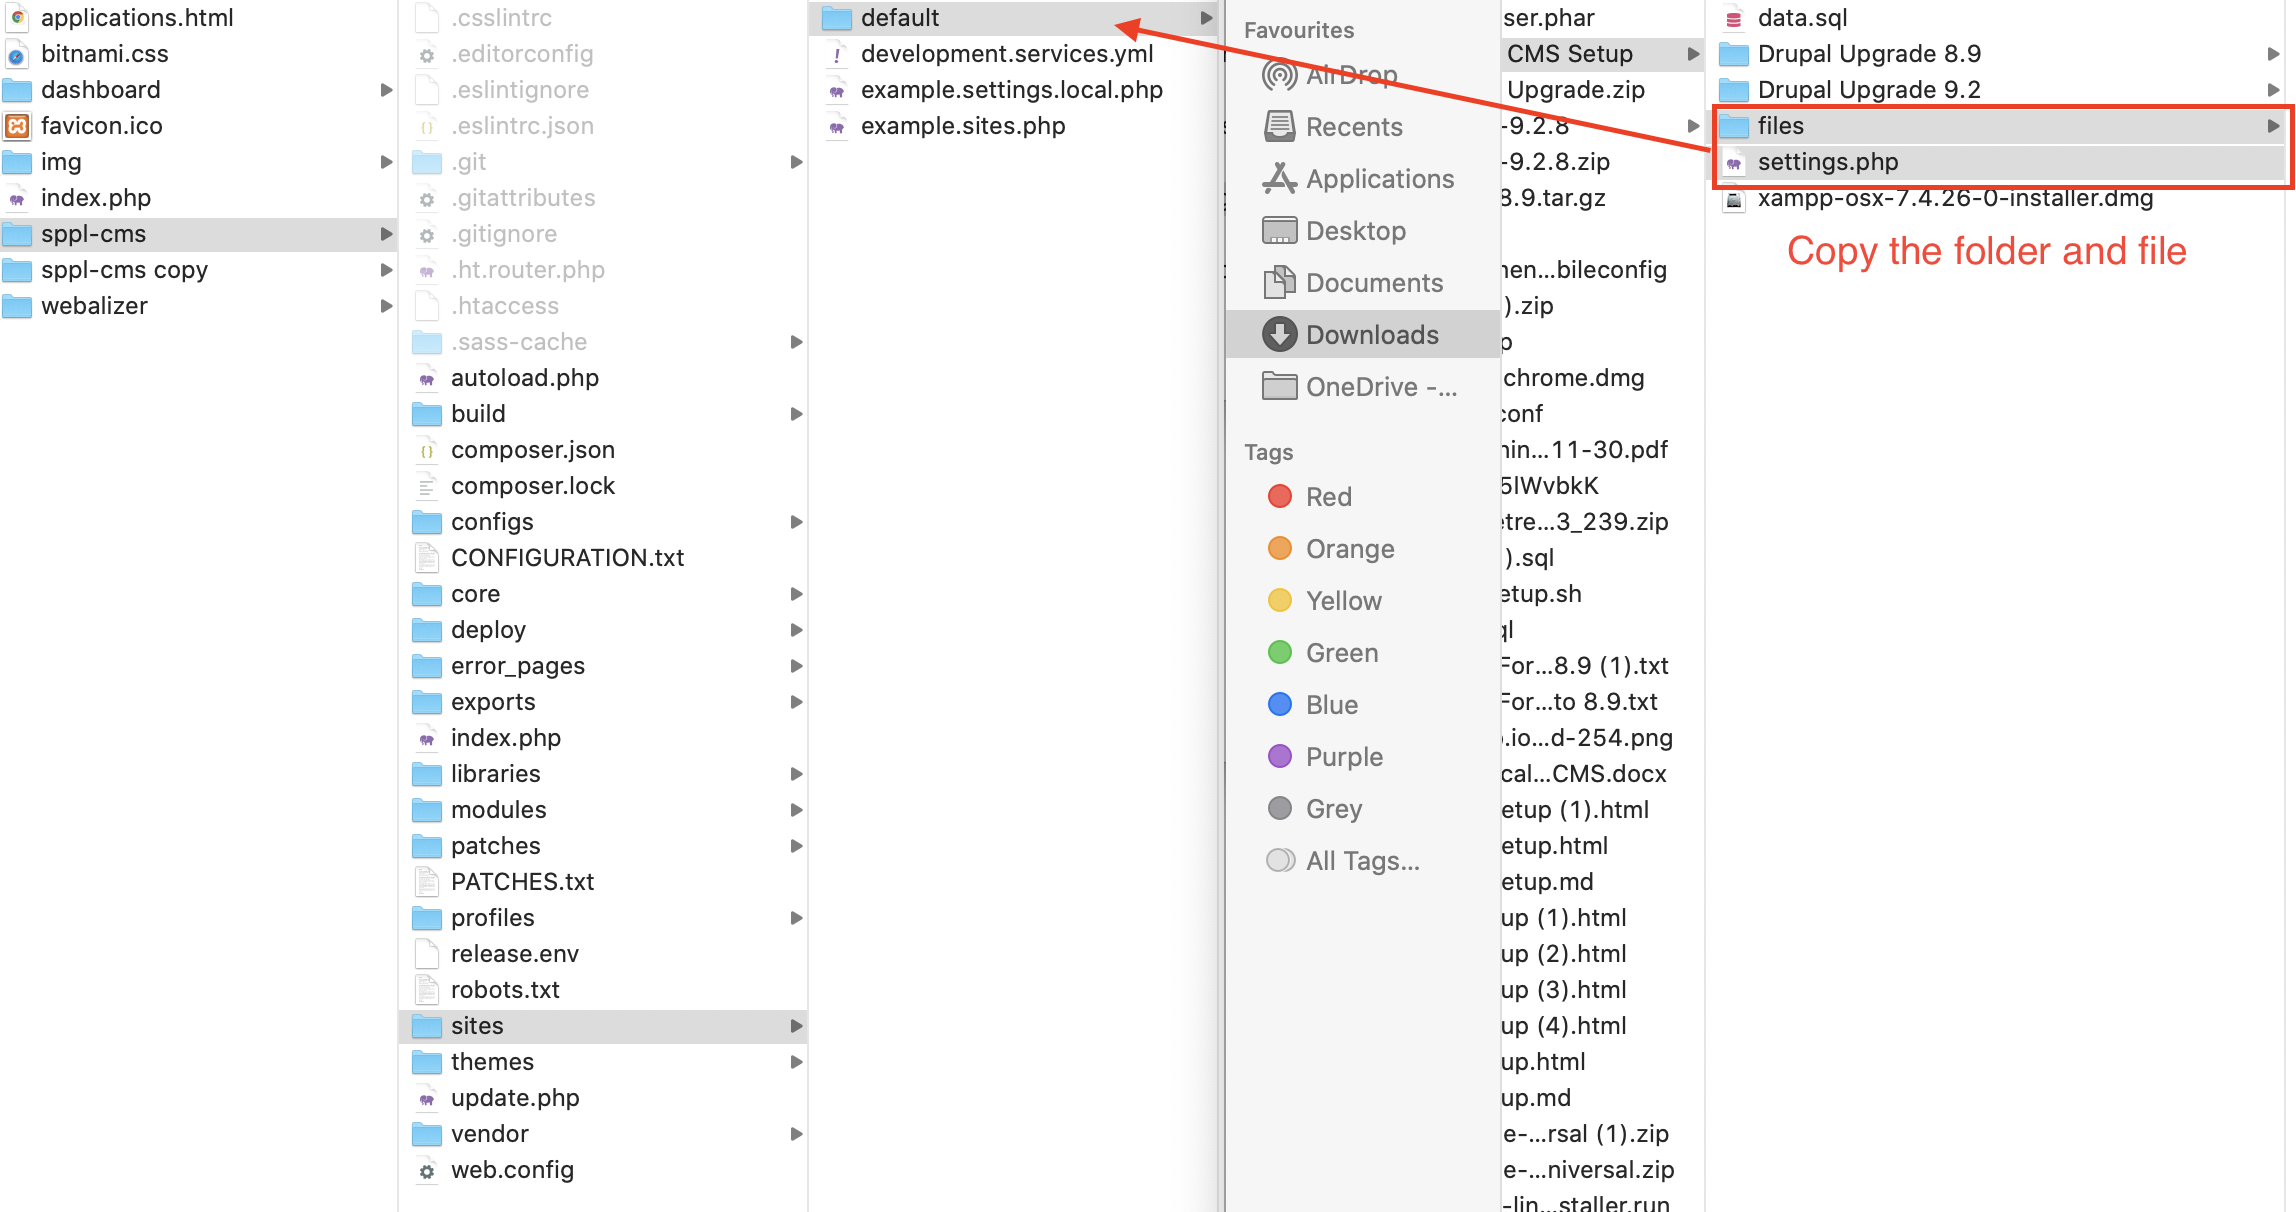 applications.html
bitnami.css
dashboard
favicon.ico
img
index.php
sppl-cms
sppl-cms copy
webalizer
.csslintrc
.editorconfig
.eslintignore
.eslintrc.json
.git
.gitattributes
.gitignore
.ht.router.php
.htaccess
.sass-cache
autoload.php
build
composer.json
composer.lock
configs
CONFIGURATION.txt
core
deploy
error_pages
exports
index.php
libraries
modules
patches
PATCHES.txt
profiles
release.env
robots.txt
sites
themes
update.php
vendor
web.config
default
development.services.yml
example.settings.local.php
example.sites.php
Favourites
AirDrop
Recents
Applications
Desktop
Documents
Downloads
OneDrive -...
Tags
Red
Orange
Yellow
Green
Blue
Purple
Grey
All Tags...
ser.phar
CMS Setup
Upgrade.zip
-9.2.8
-9.2.8.zip
8.9.tar.gz
en...bileconfig
).zip
p
chrome.dmg
conf
in...11-30.pdf
5lWvbkK
tre...3_239.zip
).sql
etup.sh
ql
For...8.9 (1).txt
For...to 8.9.txt
.io...d-254.png
cal...CMS.docx
etup (1).html
etup.html
etup.md
up (1).html
up (2).html
up (3).html
up (4).html
up.html
up.md
e-...rsal (1).zip
e-...niversal.zip
-lin...staller.run
data.sql
Drupal Upgrade 8.9
Drupal Upgrade 9.2
files
settings.php
xampp-osx-7.4.26-0-installer.dmg
Copy the folder and file